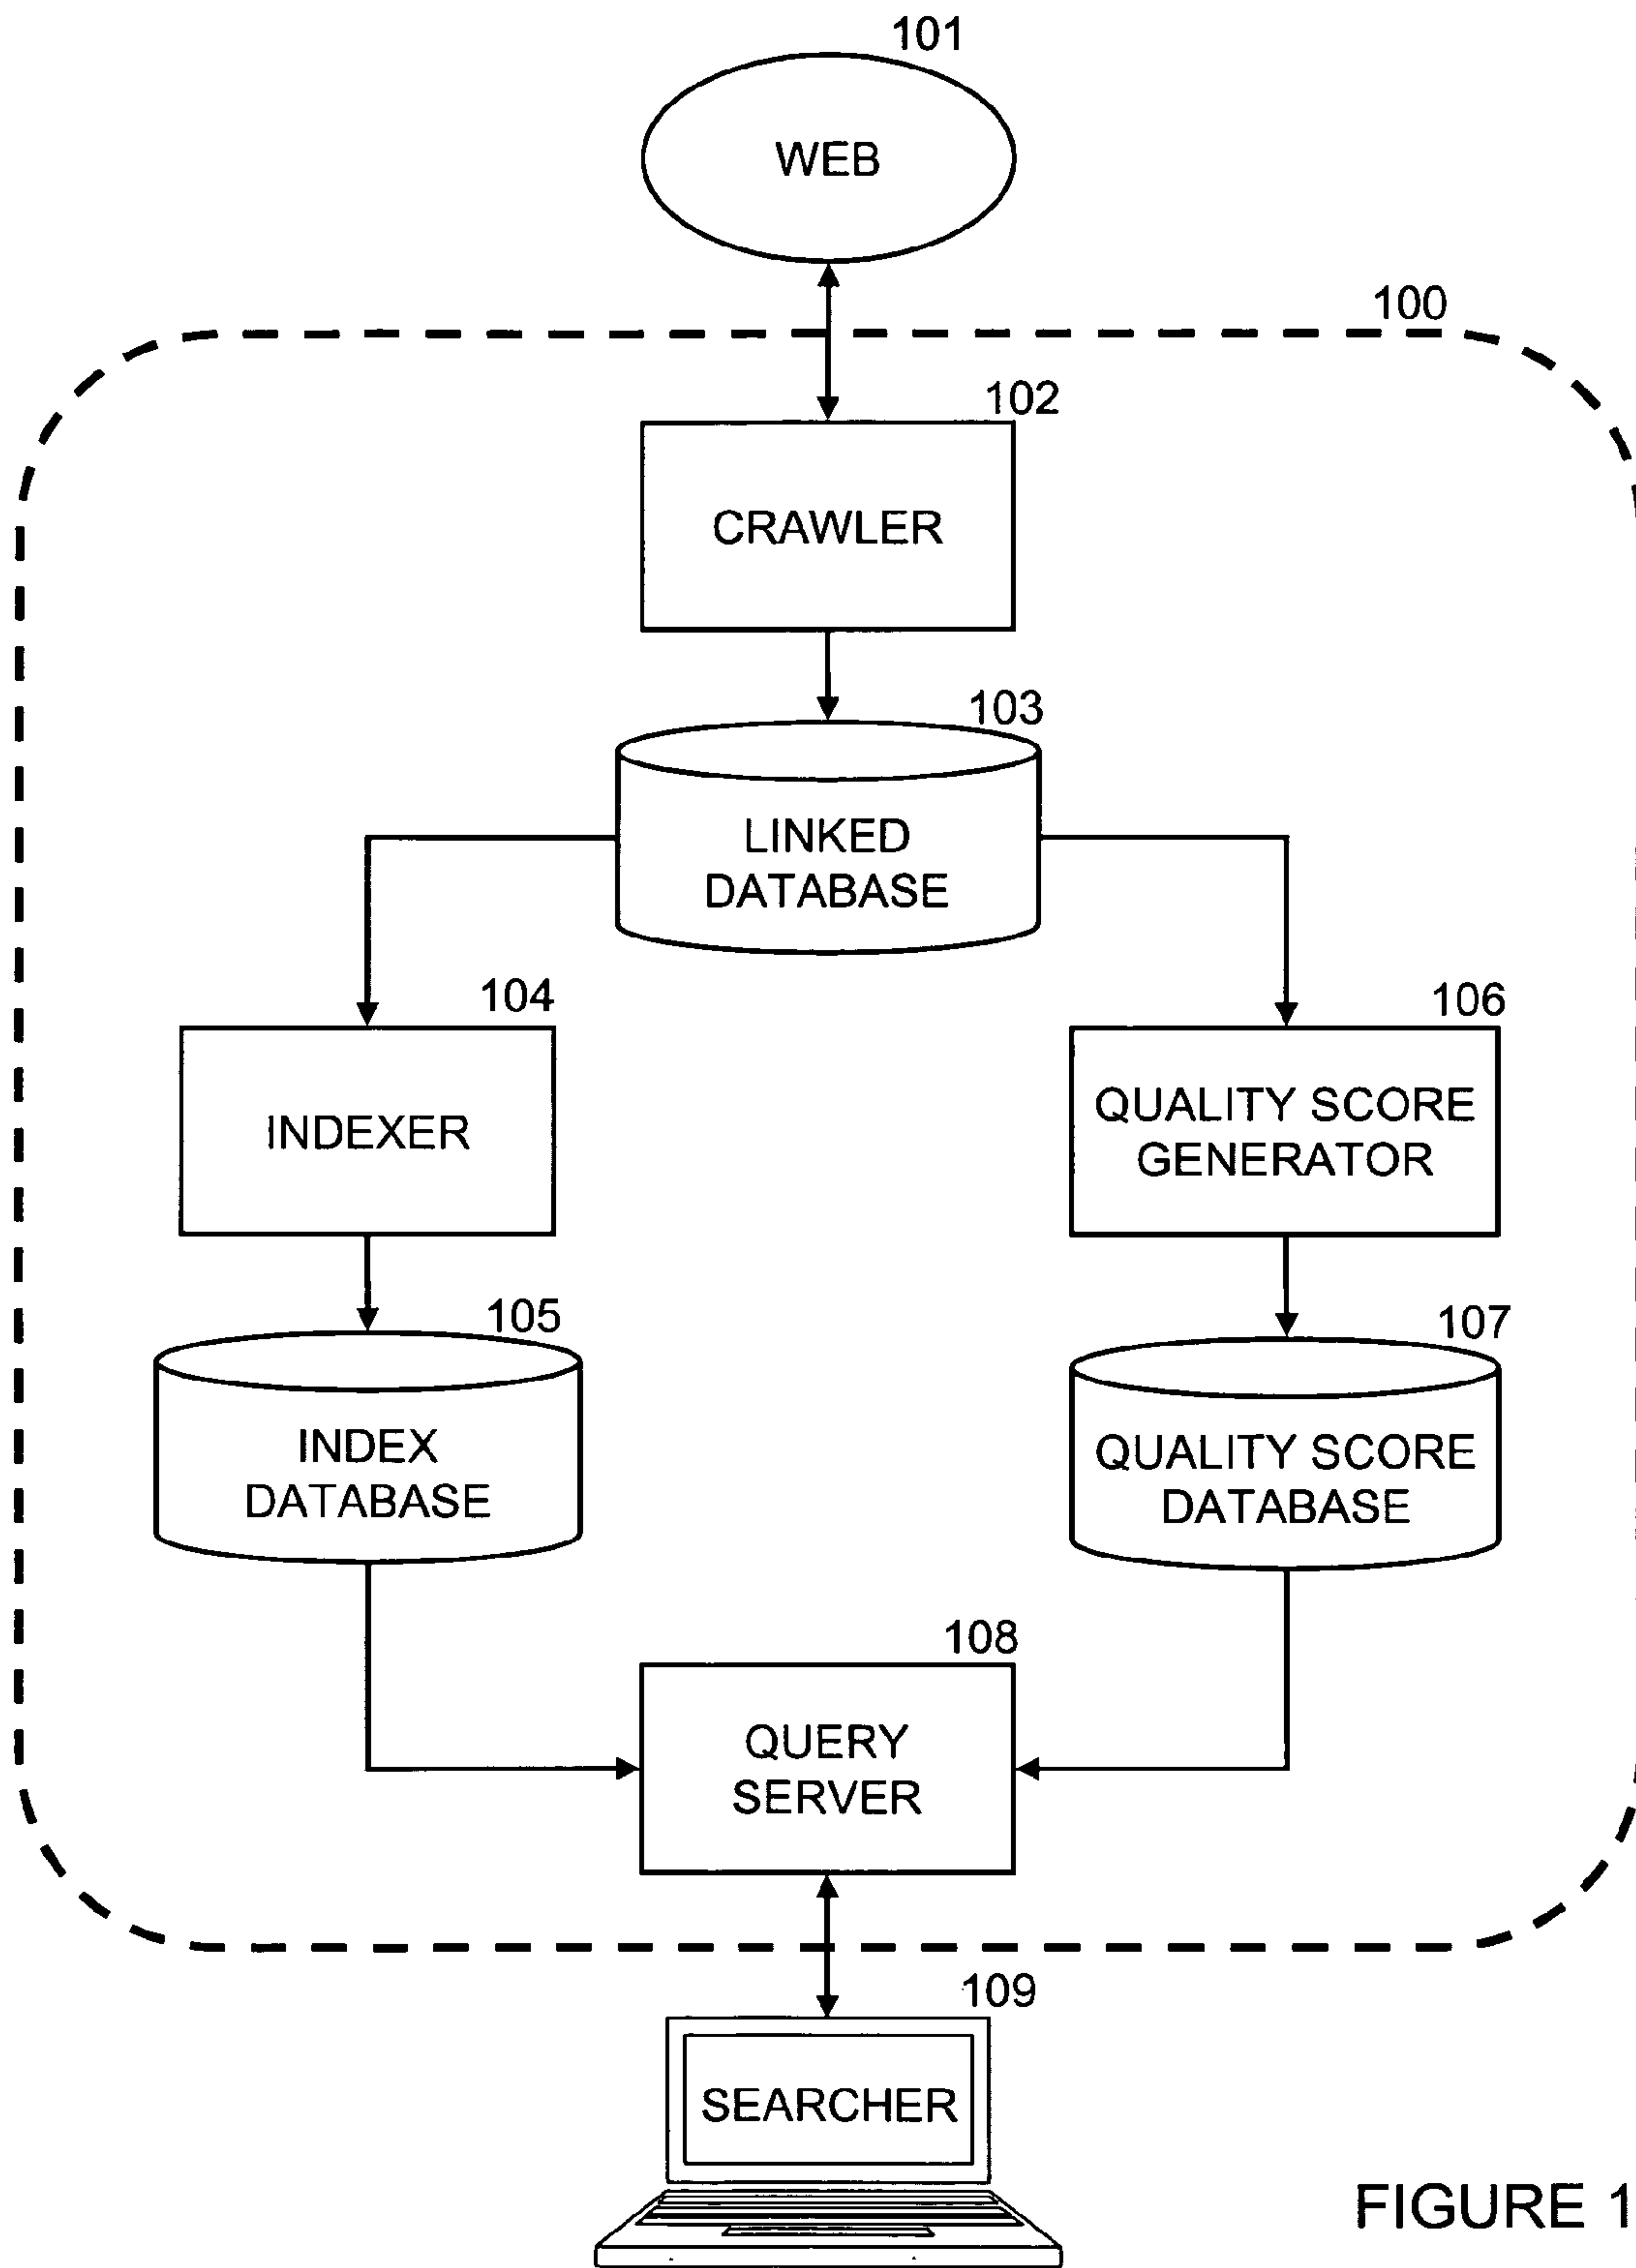 101
WEB
100
102
CRAWLER
103
LINKED
DATABASE
104
106
INDEXER
QUALITY SCORE
GENERATOR
105
107
INDEX
DATABASE
QUALITY SCORE
DATABASE
108
QUERY
SERVER
109
SEARCHER
FIGURE 1